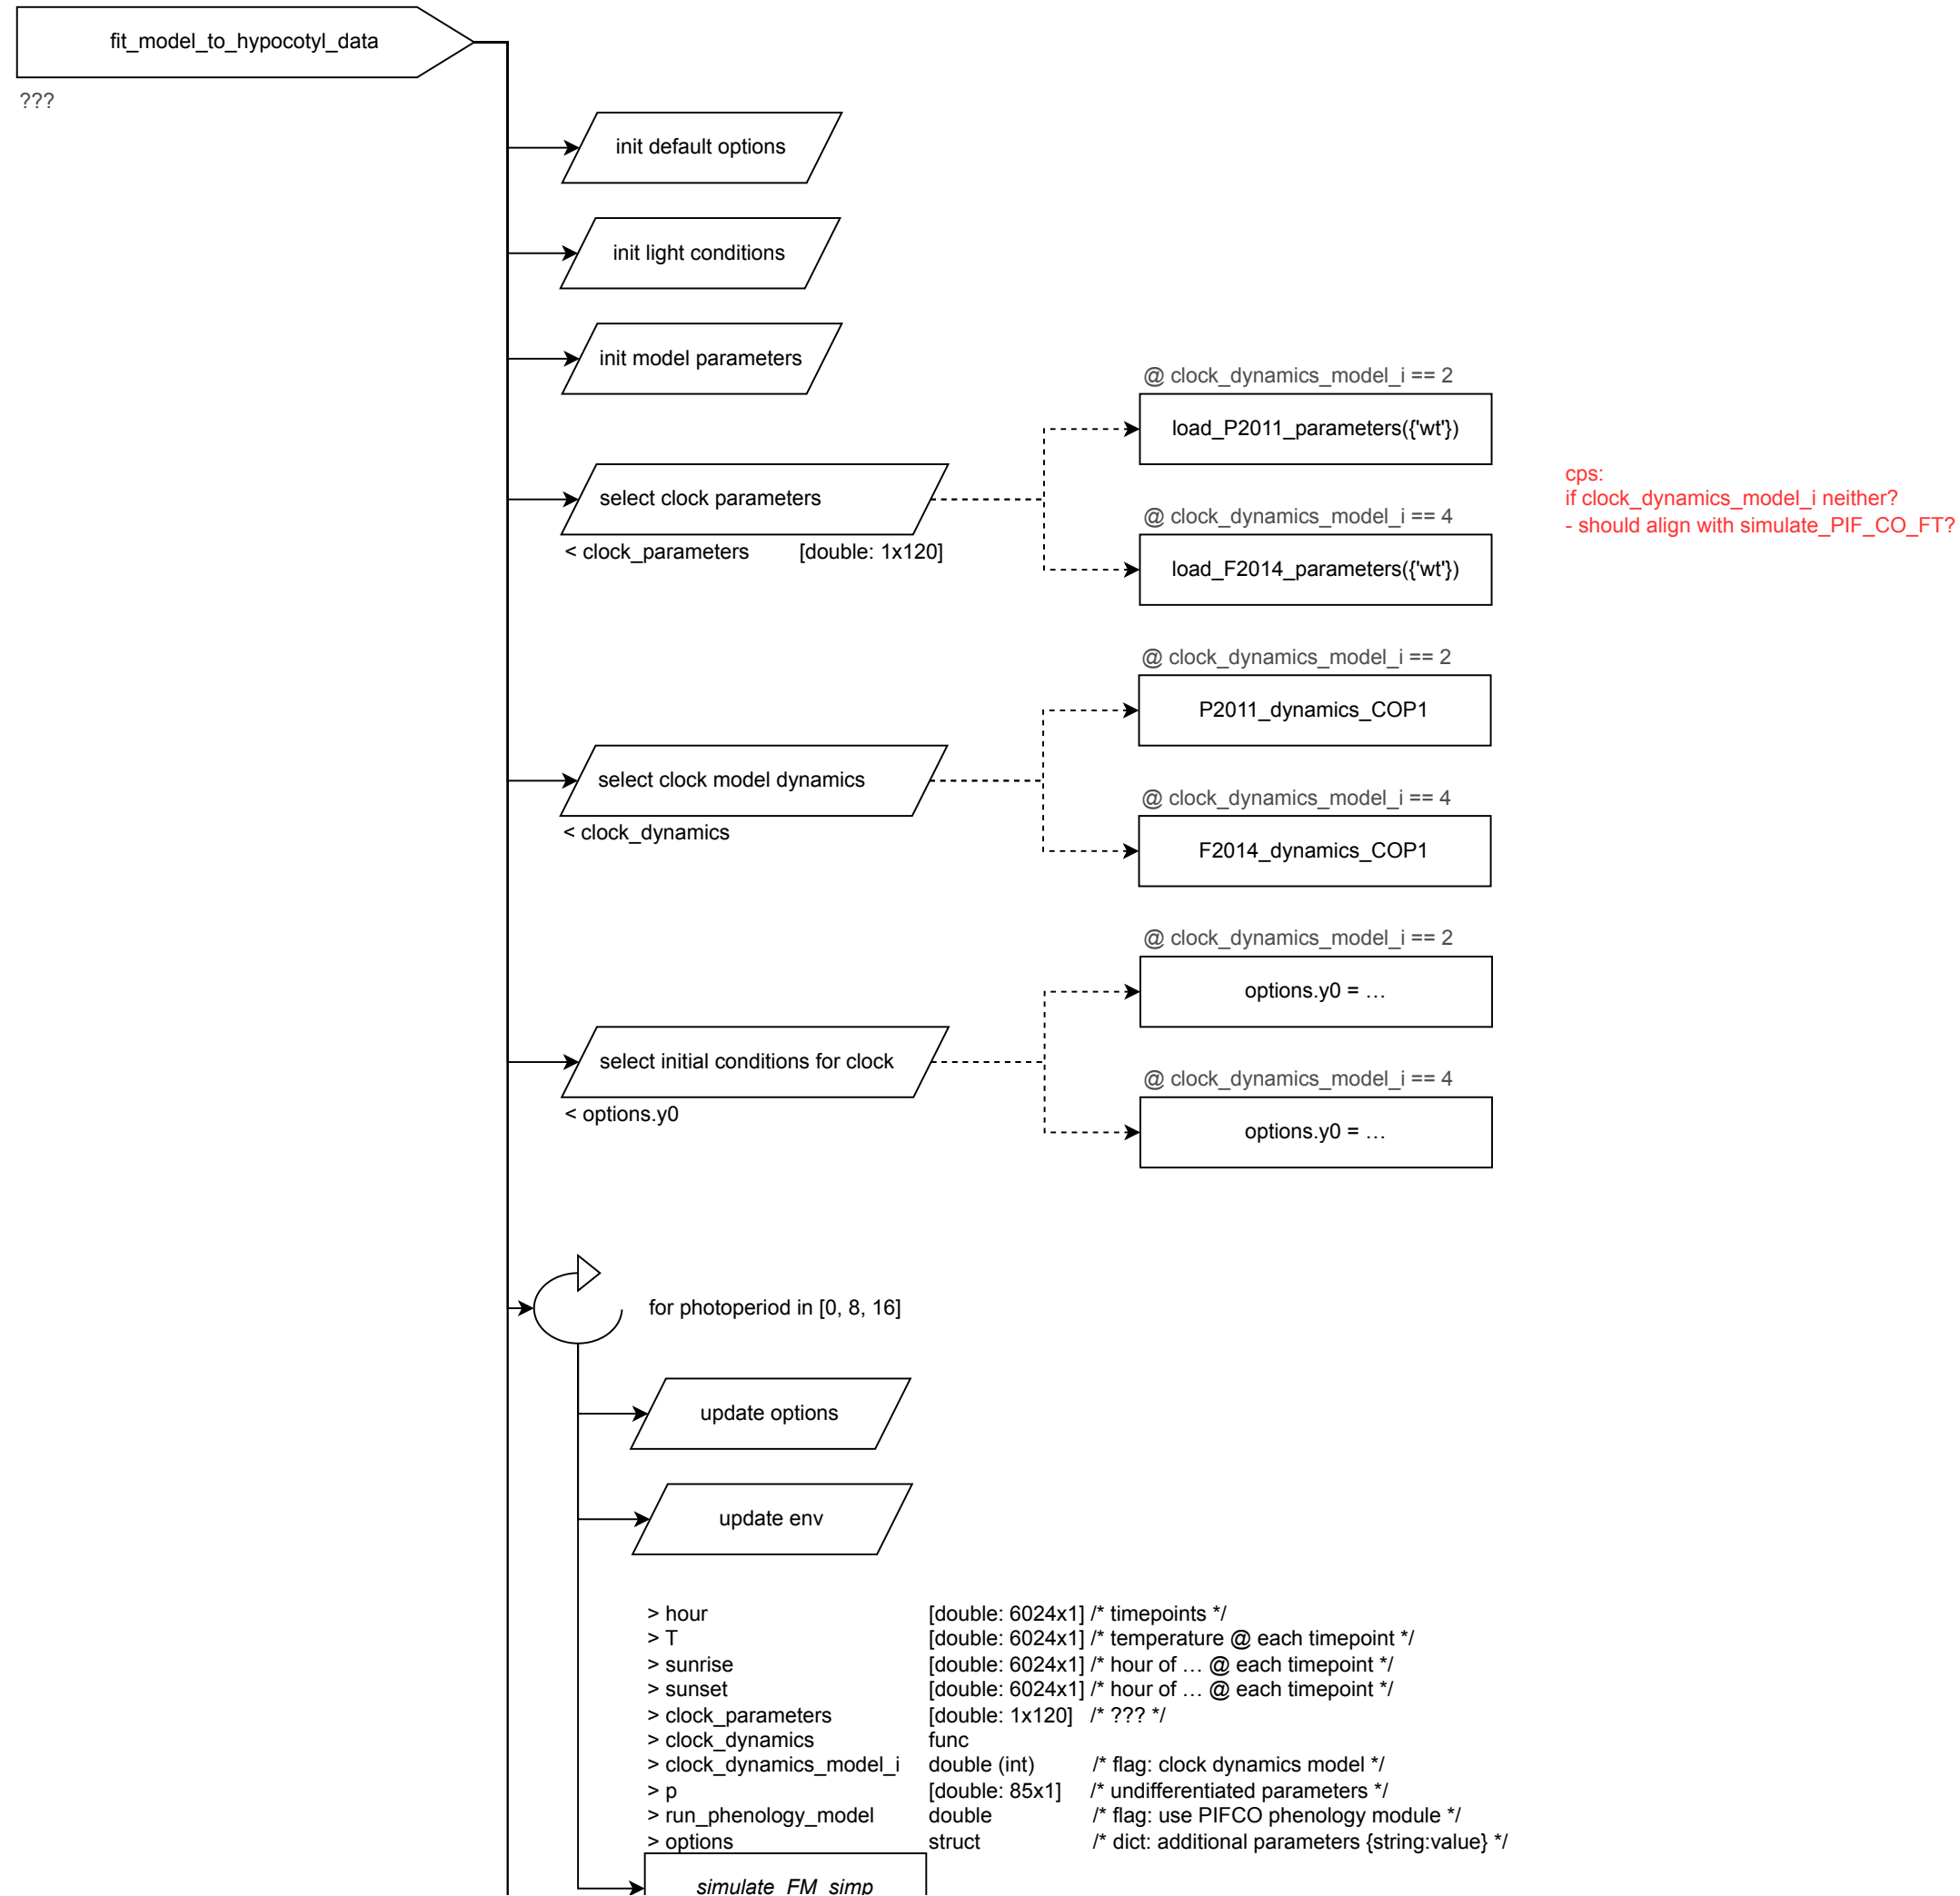 fit_model_to_hypocotyl_data
???
init default options
init light conditions
init model parameters
@ clock_dynamics_model_i == 2
load_P2011_parameters({'wt'})
select clock parameters
< clock_parameters [double: 1x120]
@ clock_dynamics_model_i == 4
load_F2014_parameters({'wt'})
cps:
if clock_dynamics_model_i neither?
- should align with simulate_PIF_CO_FT?
@ clock_dynamics_model_i == 2
P2011_dynamics_COP1
select clock model dynamics
< clock_dynamics
@ clock_dynamics_model_i == 4
F2014_dynamics_COP1
@ clock_dynamics_model_i == 2
options.y0 = …
select initial conditions for clock
< options.y0
@ clock_dynamics_model_i == 4
options.y0 = …
for photoperiod in [0, 8, 16]
update options
update env
> hour [double: 6024x1] /* timepoints */
> T [double: 6024x1] /* temperature @ each timepoint */
> sunrise [double: 6024x1] /* hour of … @ each timepoint */
> sunset [double: 6024x1] /* hour of … @ each timepoint */
> clock_parameters [double: 1x120] /* ??? */
> clock_dynamics func
> clock_dynamics_model_i double (int) /* flag: clock dynamics model */
> p [double: 85x1] /* undifferentiated parameters */
> run_phenology_model double /* flag: use PIFCO phenology module */
> options struct /* dict: additional parameters {string:value} */
simulate_FM_simp